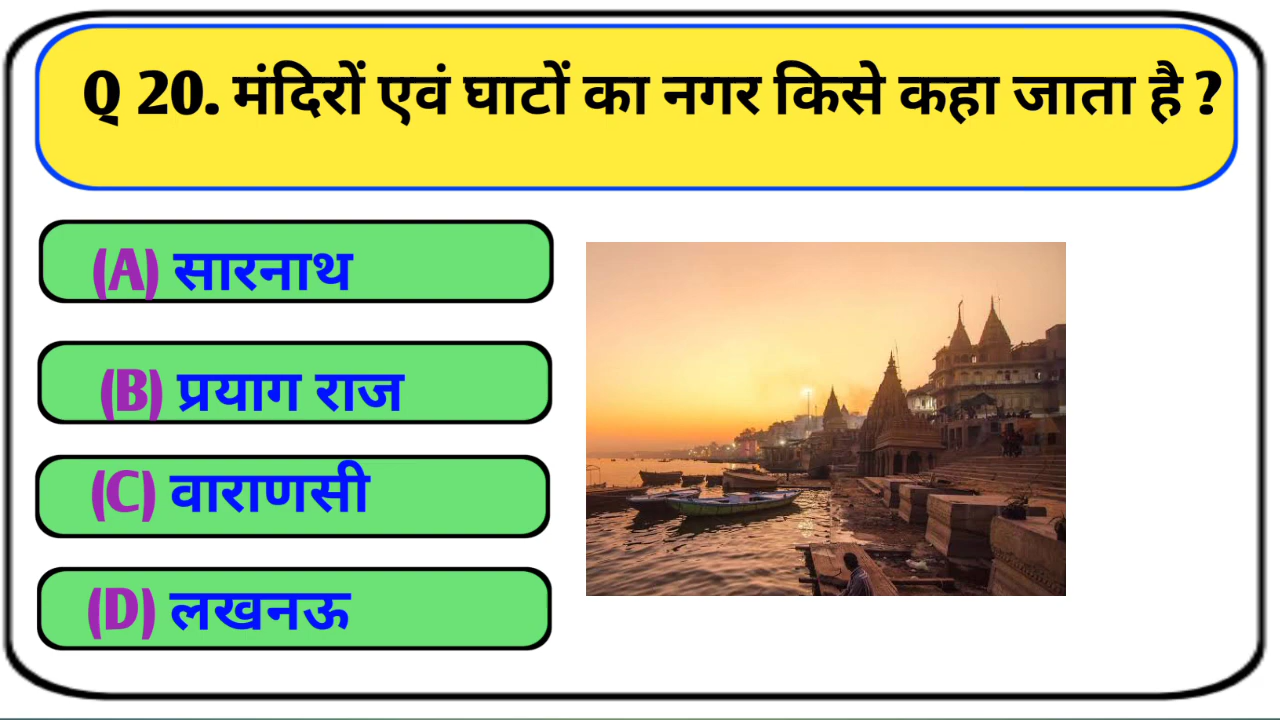 Q 20. मंदिरों एवं घाटों का नगर किसे कहा जाता है ?
(A) सारनाथ
(B) प्रयाग राज
(C) वाराणसी
(D) लखनऊ